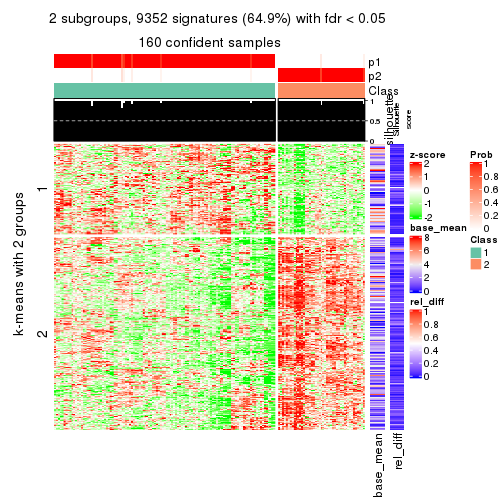 2 subgroups, 9352 signatures (64.9%) with fdr < 0.05
160 confident samples
p1
p2
Class
1
0.5
0
silhouette
Silhouette
score
k-means with 2 groups
1
2
base_mean
rel_diff
z-score
2
1
0
-1
-2
base_mean
8
6
4
2
0
rel_diff
1
0.8
0.6
0.4
0.2
0
Prob
1
0.8
0.6
0.4
0.2
0
Class
1
2